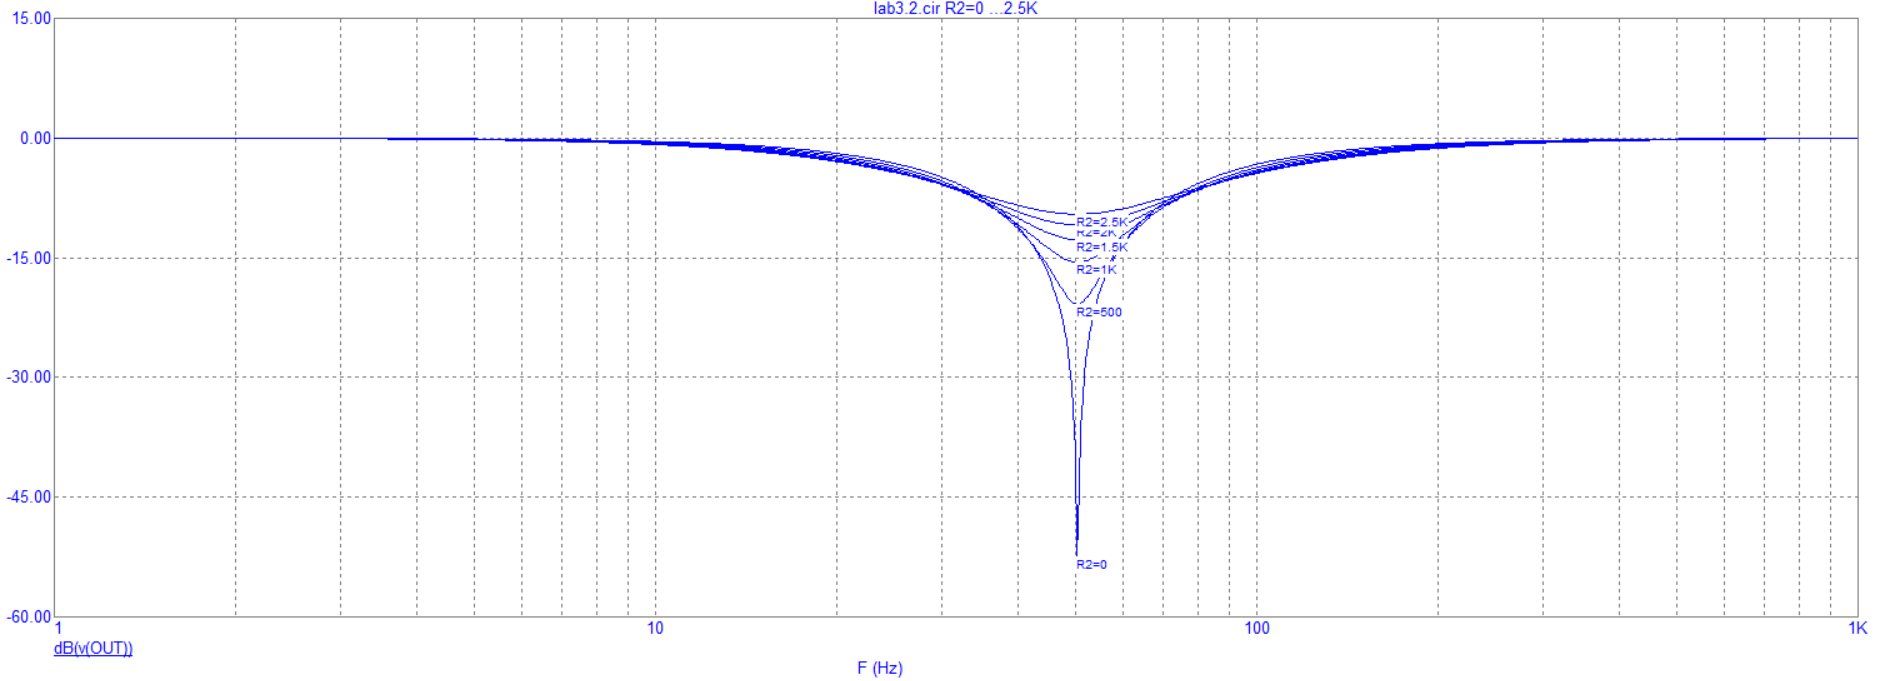 lab3.2.cir R2=0 ...2.5K
15.00
0.00
-15.00
-30.00
-45.00
-60.00
R2=2.5K
R2=2K
R2=1.5K
R2=1K
R2=500
R2=0
1 10 100 1K
dB(v(OUT))
F (Hz)